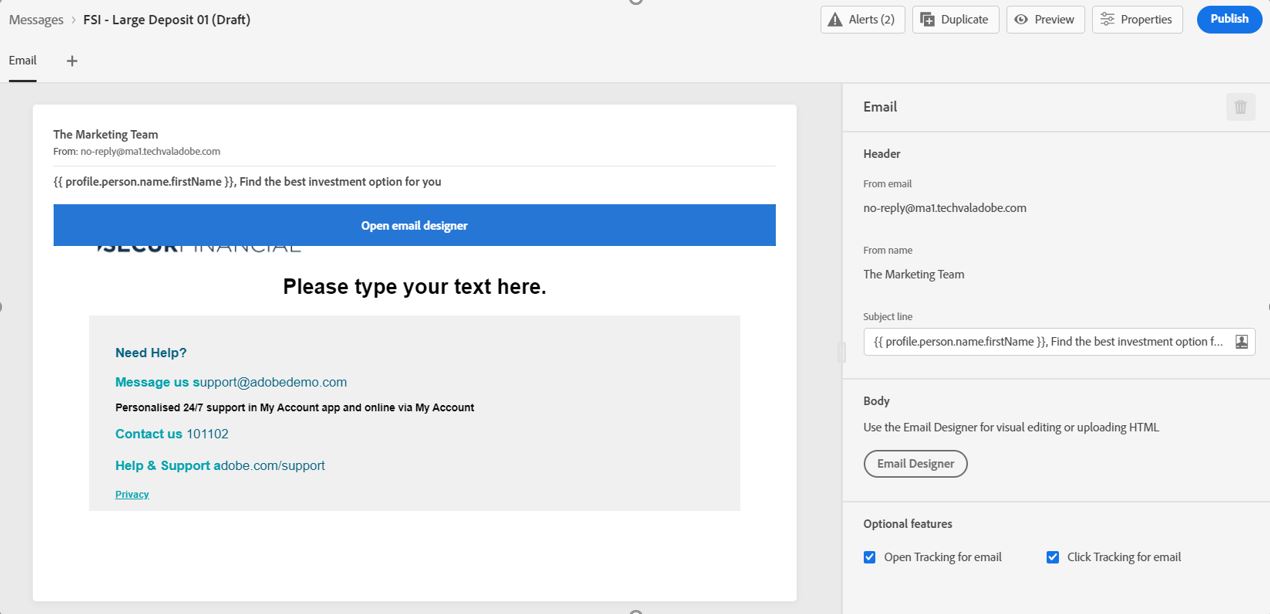 Messages > FSI - Large Deposit 01 (Draft)
Alerts (2) Duplicate Preview Properties Publish
Email +
The Marketing Team
From: no-reply@ma1.techvaladobe.com
{{ profile.person.name.firstName }}, Find the best investment option for you
Open email designer
SECURFINANCIAL
Please type your text here.
Need Help?
Message us support@adobedemo.com
Personalised 24/7 support in My Account app and online via My Account
Contact us 101102
Help & Support adobe.com/support
Privacy
Email
Header
From email
no-reply@ma1.techvaladobe.com
From name
The Marketing Team
Subject line
{{ profile.person.name.firstName }}, Find the best investment option f...
Body
Use the Email Designer for visual editing or uploading HTML
Email Designer
Optional features
Open Tracking for email Click Tracking for email